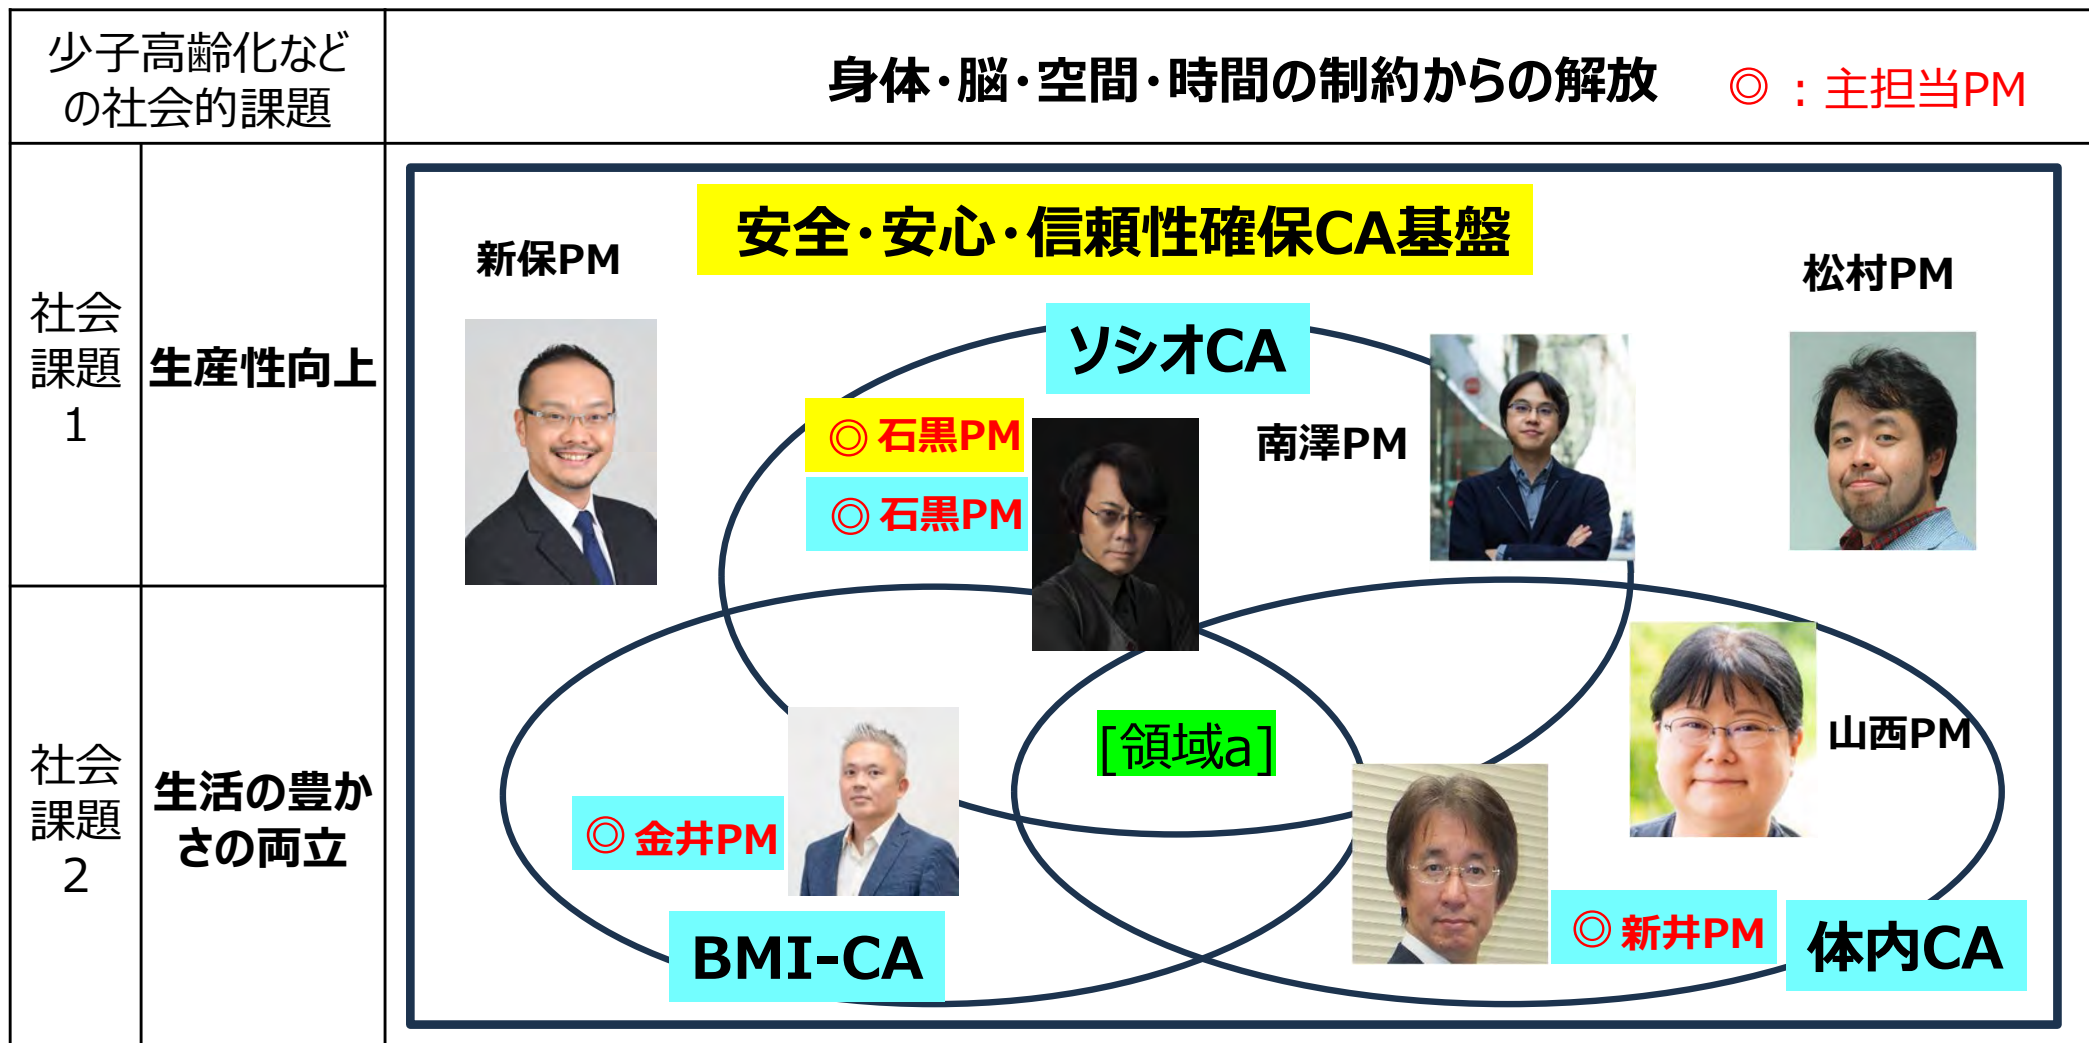 少子高齢化など
の社会的課題
身体・脳・空間・時間の制約からの解放
◎：主担当PM
社会
課題
1
生産性向上
安全・安心・信頼性確保CA基盤
新保PM
松村PM
ソシオCA
◎石黒PM
南澤PM
◎石黒PM
社会
課題
2
生活の豊か
さの両立
[領域a]
山西PM
◎金井PM
◎新井PM
BMI-CA
体内CA